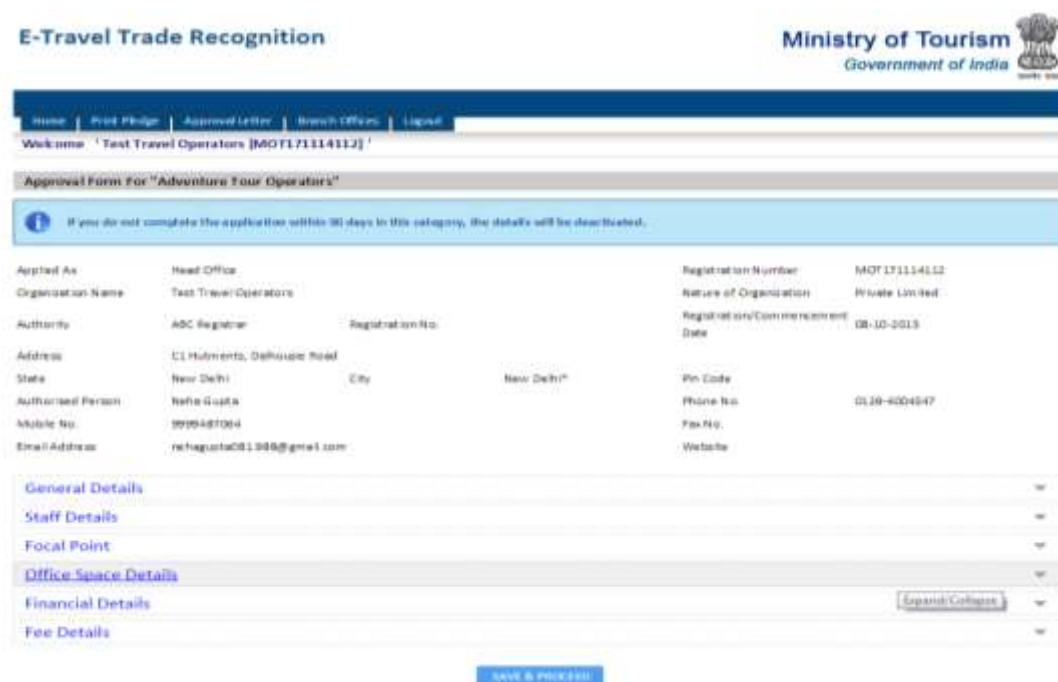 E-Travel Trade Recognition
Ministry of Tourism
Government of India
Home | Print Pledge | Approval Letter | Branch Offices | Logout
Welcome 'Test Travel Operators [MOT171114112]'
Approval Form For "Adventure Tour Operators"
If you do not complete the application within 90 days in this category, the details will be deactivated.
Applied As Head Office Registration Number MOT171114112
Organization Name Test Travel Operators Nature of Organization Private Limited
Authority ABC Registrar Registration No. Registration/Commencement Date 08-10-2013
Address C1 Hutments, Dalhousie Road
State New Delhi City New Delhi* Pin Code
Authorised Person Neha Gupta Phone No.
Mobile No. Fax No.
Email Address Website
General Details
Staff Details
Focal Point
Office Space Details
Financial Details Expand/Collapse
Fee Details
SAVE & PROCEED